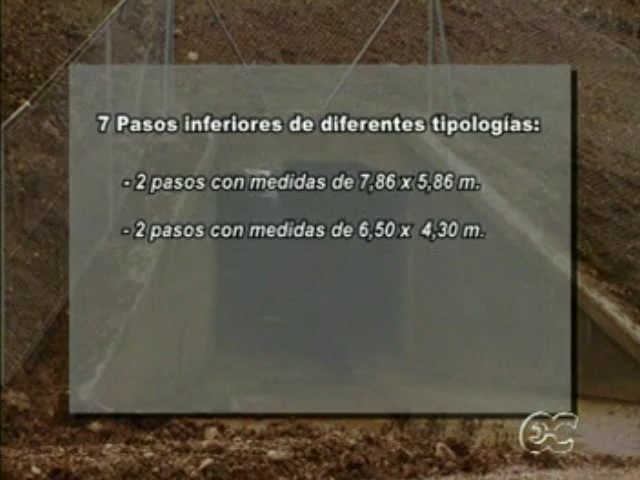 7 Pasos inferiores de diferentes tipologías:
- 2 pasos con medidas de 7,86 x 5,86 m.
- 2 pasos con medidas de 6,50 x 4,30 m.